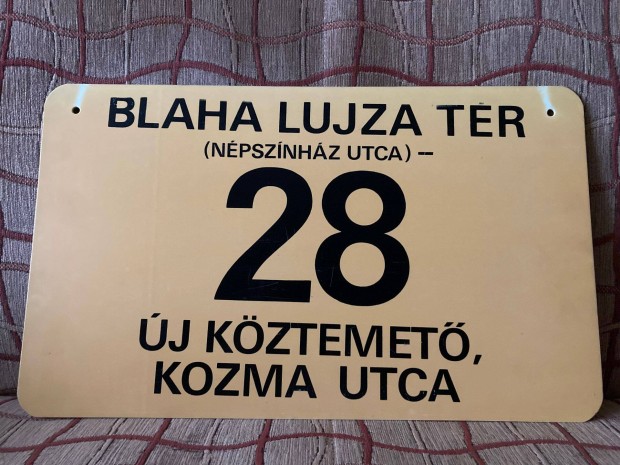 BLAHA LUJZA TÉR
(NÉPSZÍNHÁZ UTCA) --
28
ÚJ KÖZTEMETŐ,
KOZMA UTCA